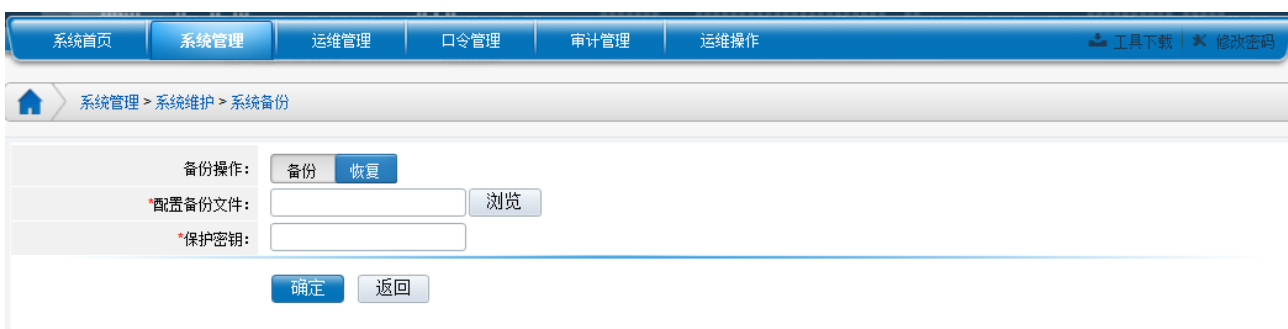 系统首页 系统管理 运维管理 口令管理 审计管理 运维操作 工具下载 修改密码
系统管理 > 系统维护 > 系统备份
备份操作： 备份 恢复
*配置备份文件： 浏览
*保护密钥：
确定 返回